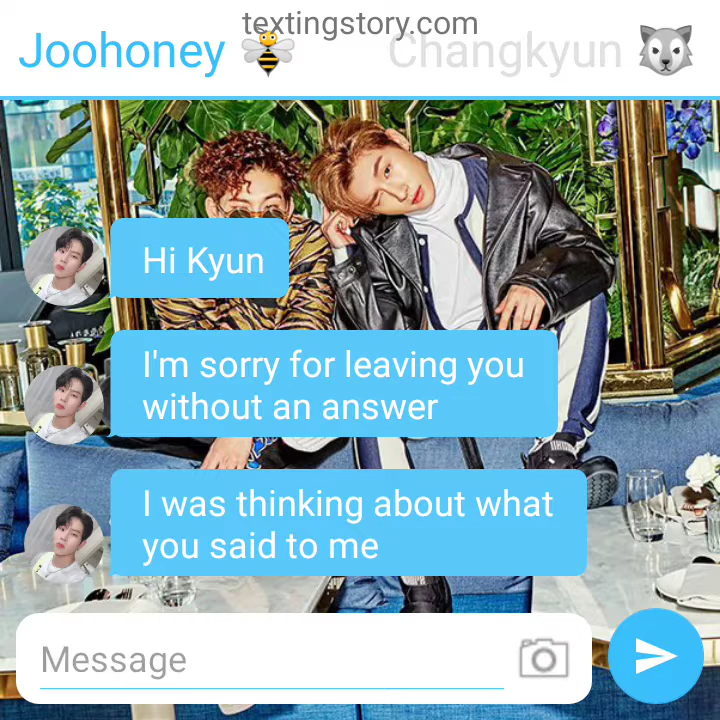 textingstory.com
Joohoney 🐝 Changkyun 🐺
Hi Kyun
I'm sorry for leaving you
without an answer
I was thinking about what
you said to me
Message